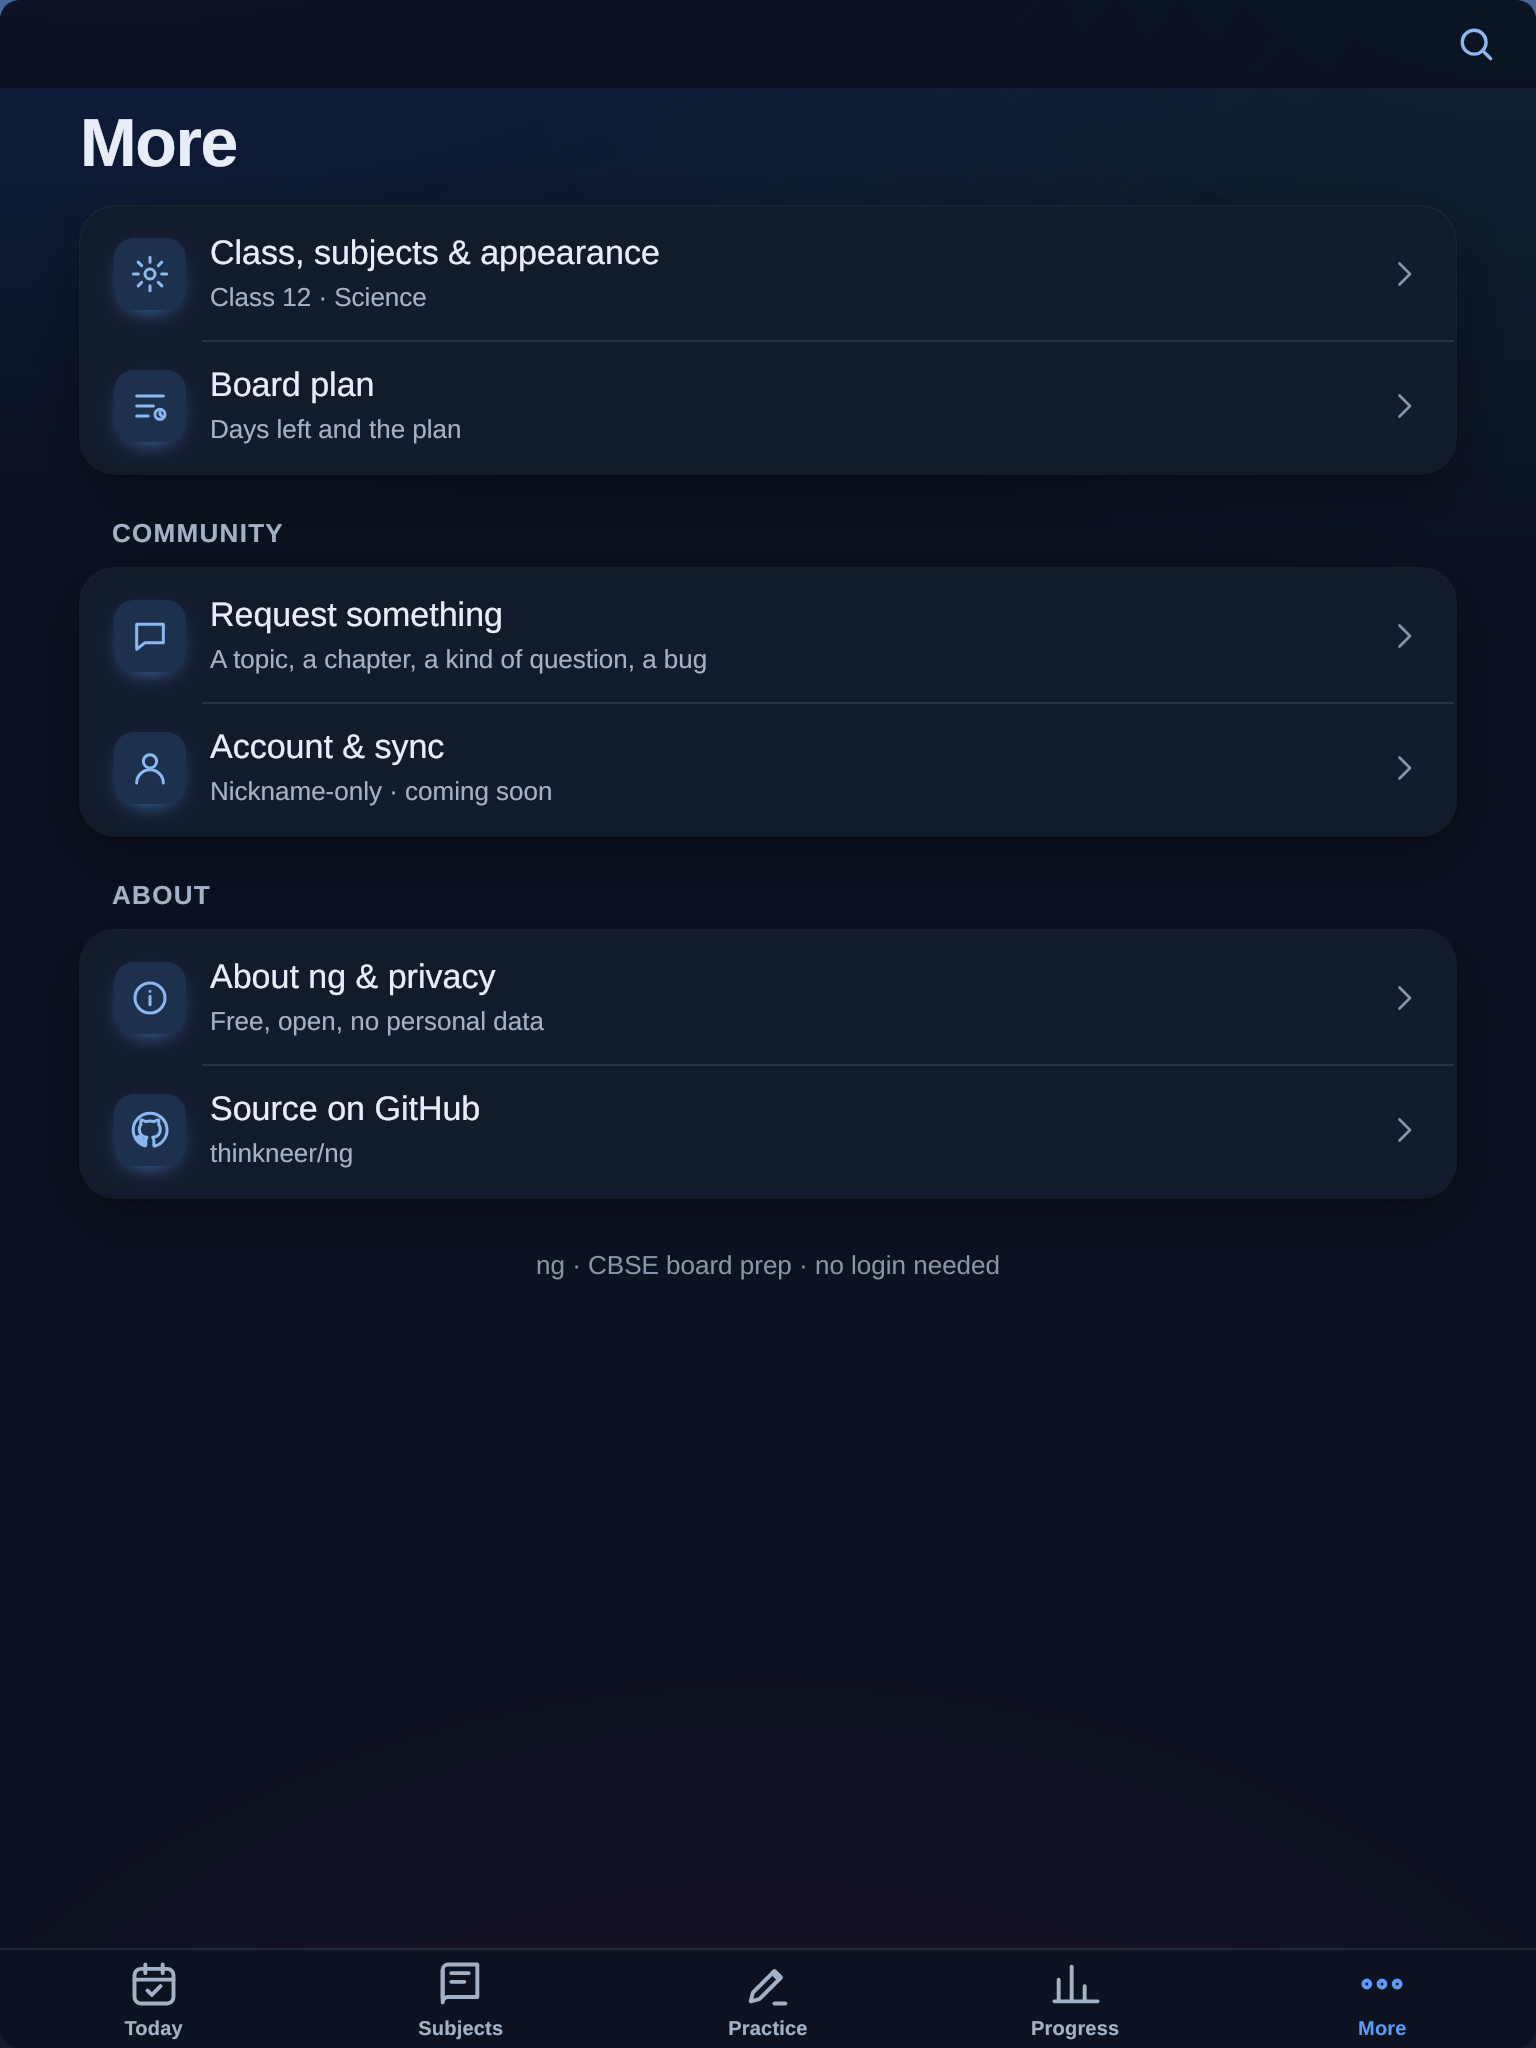 More
Class, subjects & appearance
Class 12 · Science
Board plan
Days left and the plan
COMMUNITY
Request something
A topic, a chapter, a kind of question, a bug
Account & sync
Nickname-only · coming soon
ABOUT
About ng & privacy
Free, open, no personal data
Source on GitHub
thinkneer/ng
ng · CBSE board prep · no login needed
Today
Subjects
Practice
Progress
More